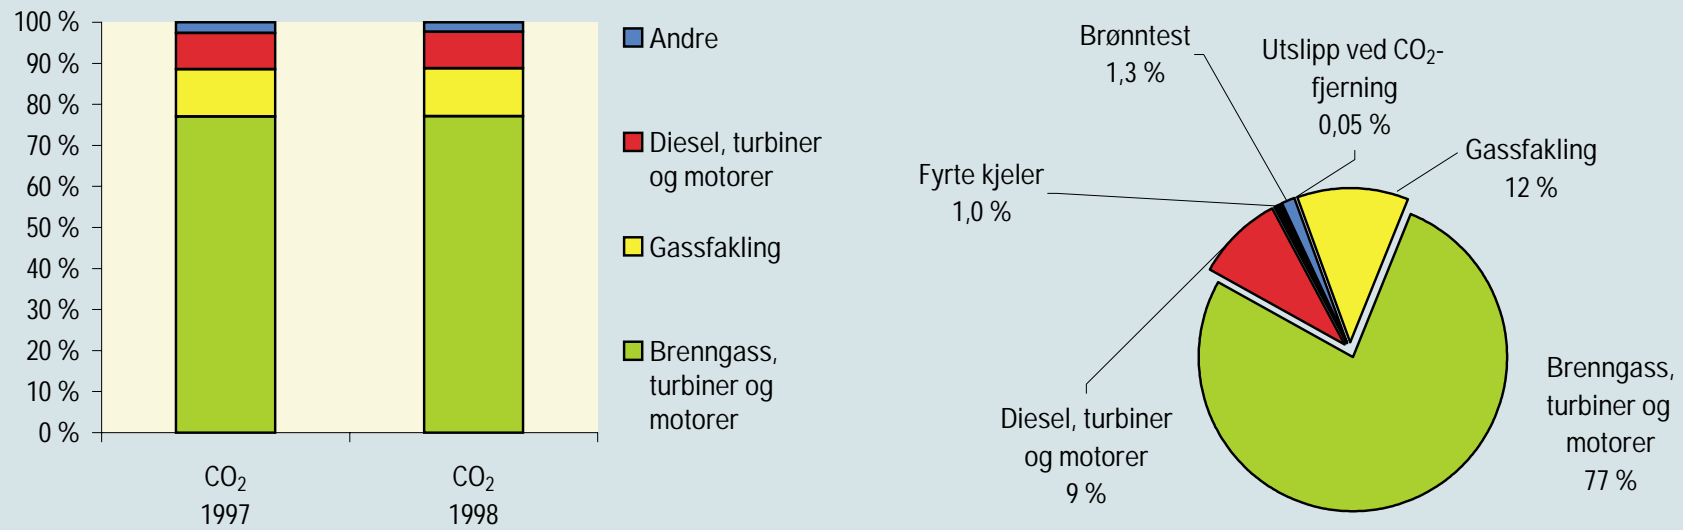 100 %
90 %
80 %
70 %
60 %
50 %
40 %
30 %
20 %
10 %
0 %
CO₂
1997
CO₂
1998
Andre
Diesel, turbiner
og motorer
Gassfakling
Brenngass,
turbiner og
motorer
Brønntest
1,3 %
Utslipp ved CO₂-
fjerning
0,05 %
Gassfakling
12 %
Fyrte kjeler
1,0 %
Diesel, turbiner
og motorer
9 %
Brenngass,
turbiner og
motorer
77 %